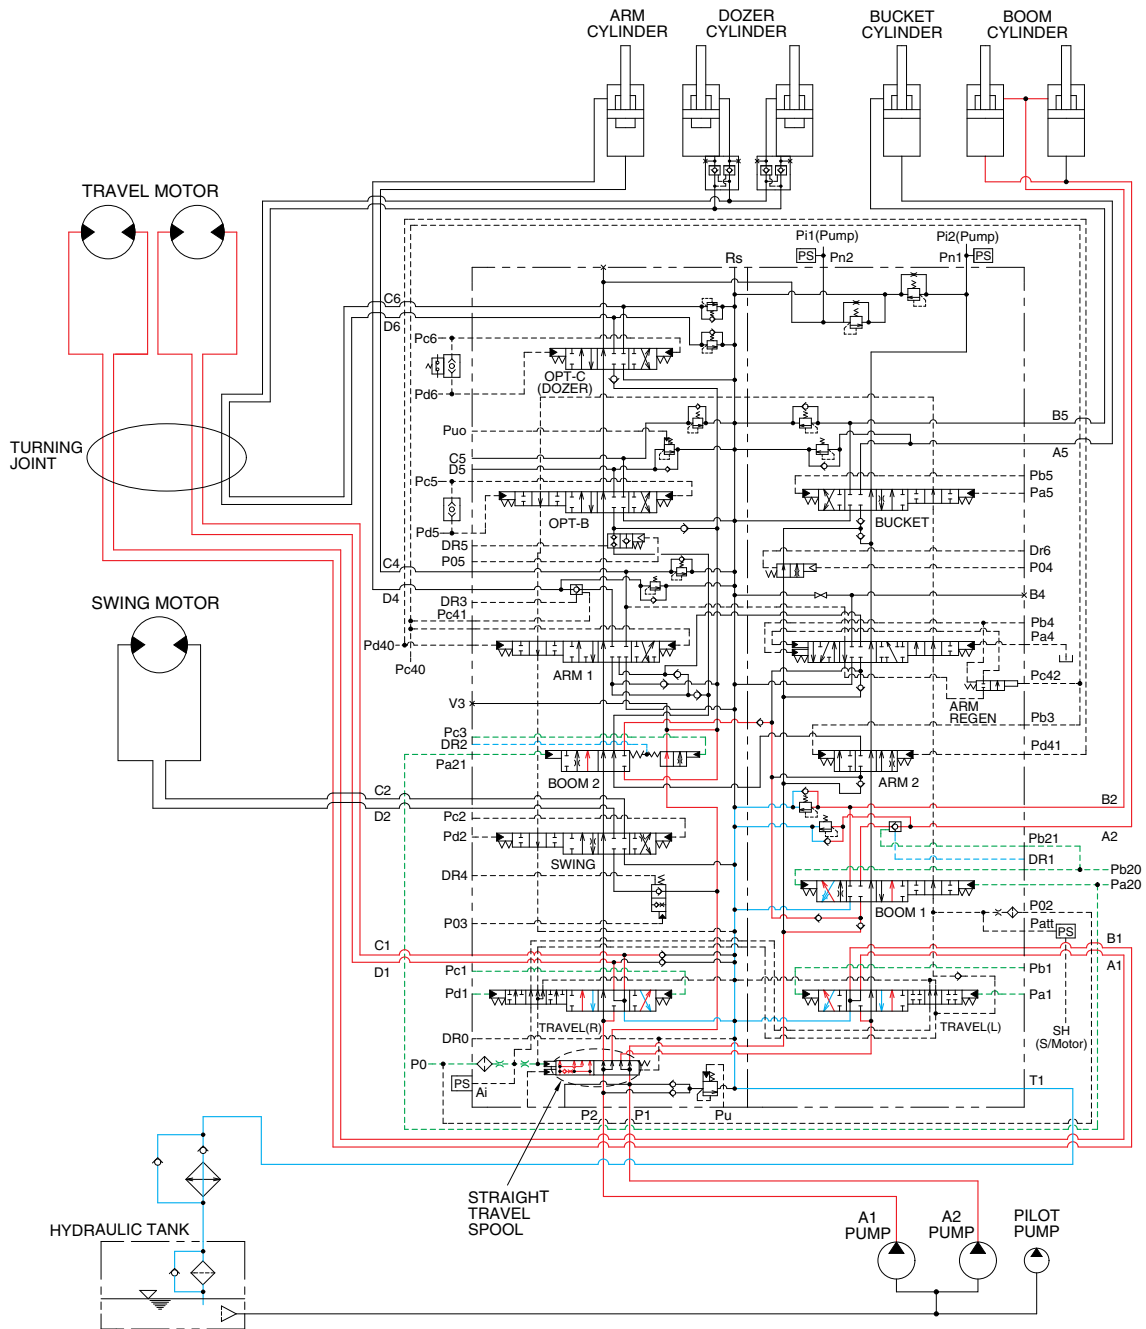 ARM
CYLINDER
DOZER
CYLINDER
BUCKET
CYLINDER
BOOM
CYLINDER
TRAVEL MOTOR
Pi1(Pump)
Pi2(Pump)
PS
Pn2
Rs
Pn1
PS
C6
D6
Pc6
OPT-C
(DOZER)
Pd6
Puo
B5
A5
C5
D5
Pc5
Pb5
Pa5
OPT-B
BUCKET
Pd5
DR5
P05
Dr6
P04
TURNING
JOINT
C4
D4
DR3
Pc41
B4
Pb4
Pa4
Pd40
Pc40
ARM 1
Pc42
ARM
REGEN
SWING MOTOR
V3
Pc3
DR2
Pa21
Pb3
Pd41
BOOM 2
ARM 2
C2
D2
Pc2
Pd2
SWING
B2
A2
Pb21
DR1
Pb20
Pa20
DR4
BOOM 1
P03
P02
Patt
PS
C1
D1
Pc1
Pd1
B1
A1
Pb1
Pa1
TRAVEL(R)
TRAVEL(L)
SH
(S/Motor)
DR0
P0
PS
Ai
T1
P2
P1
Pu
STRAIGHT
TRAVEL
SPOOL
HYDRAULIC TANK
A1
PUMP
A2
PUMP
PILOT
PUMP